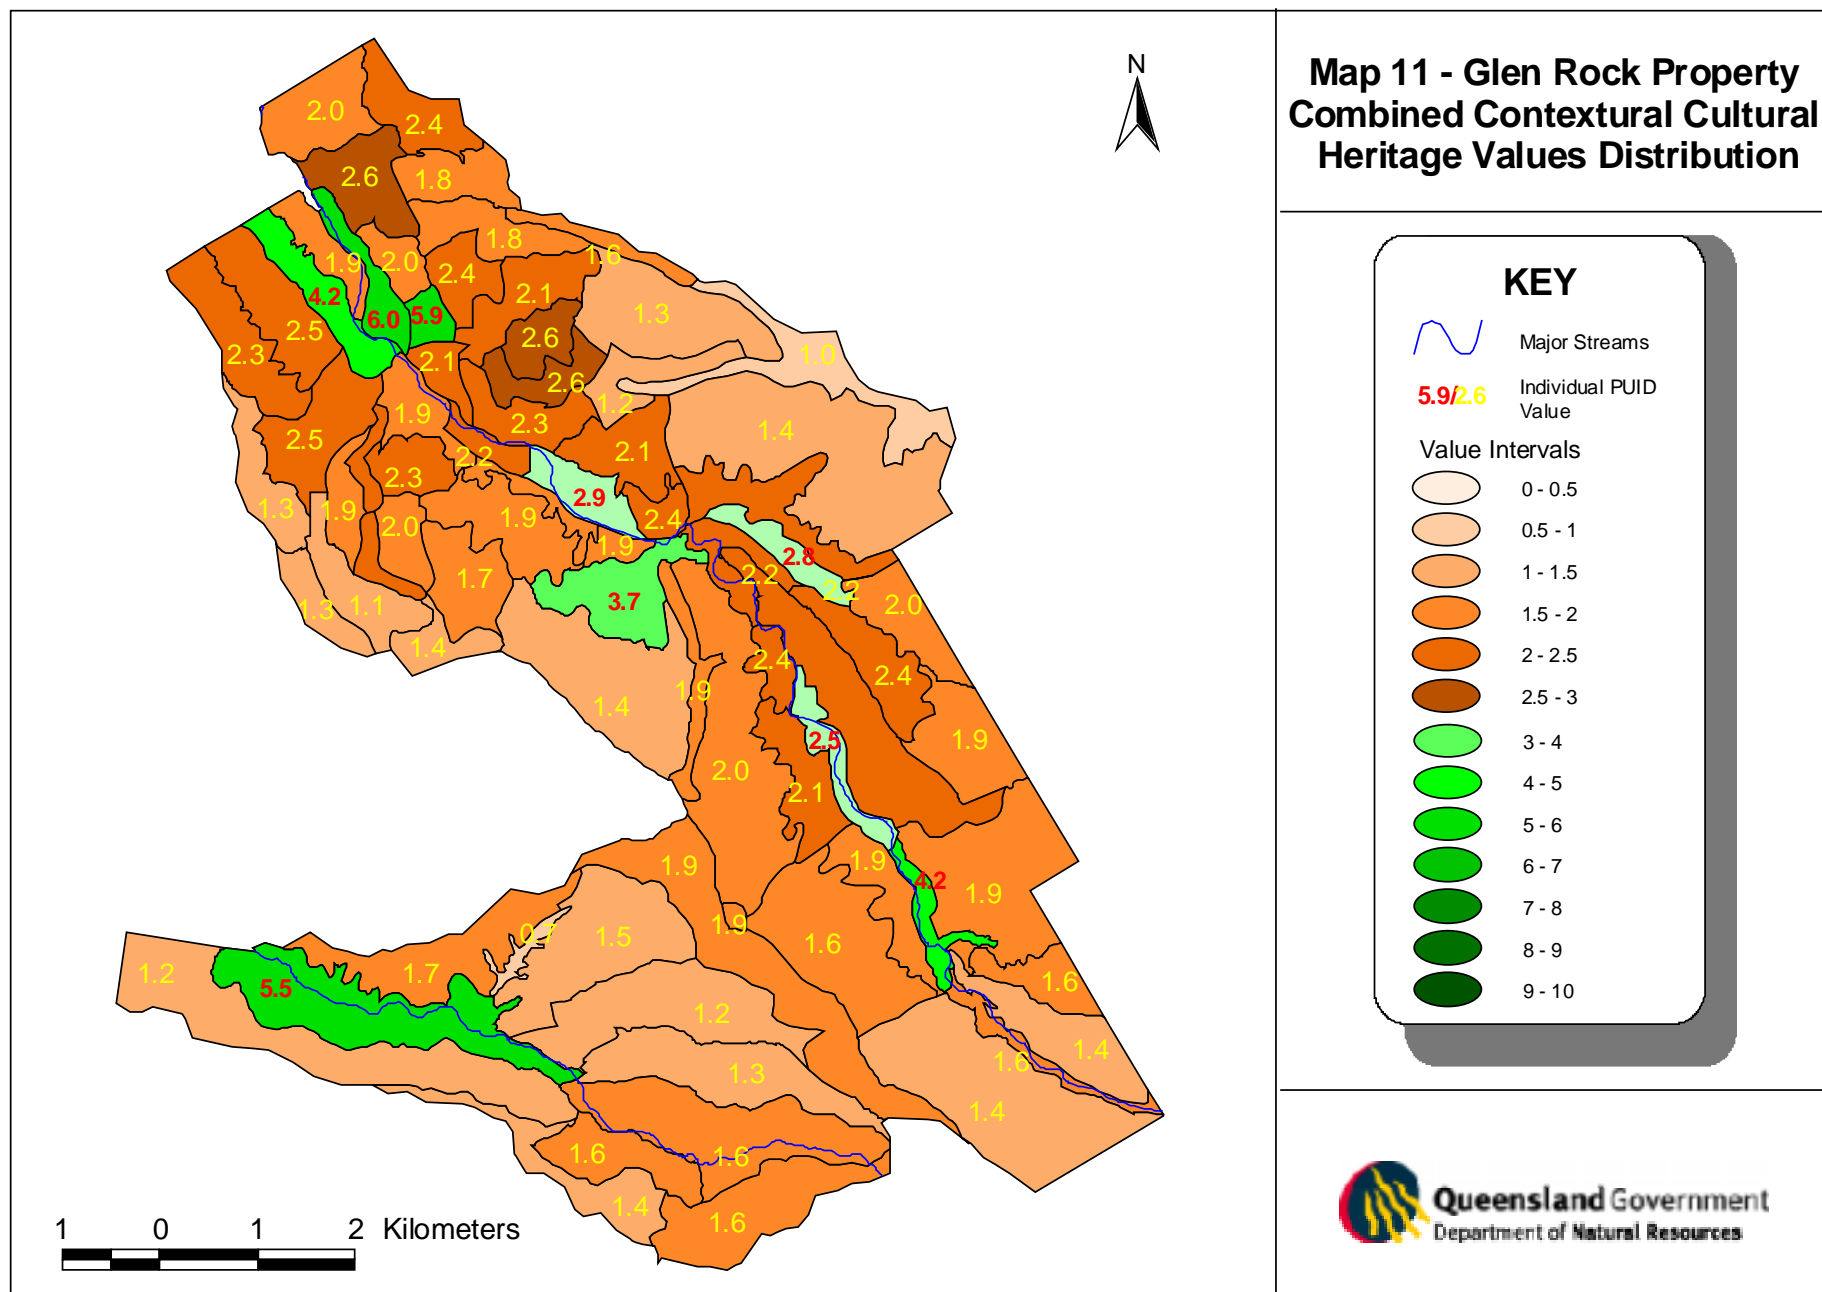 Map 11 - Glen Rock Property
Combined Contextural Cultural
Heritage Values Distribution
N
KEY
Major Streams
5.9/2.6 Individual PUID
Value
Value Intervals
0 - 0.5
0.5 - 1
1 - 1.5
1.5 - 2
2 - 2.5
2.5 - 3
3 - 4
4 - 5
5 - 6
6 - 7
7 - 8
8 - 9
9 - 10
Queensland Government
Department of Natural Resources
2.0
2.4
2.6
1.8
1.8
1.6
1.9
2.0
2.4
2.1
4.2
6.0
5.9
1.3
2.5
2.3
2.1
2.6
2.6
1.0
1.9
2.3
1.2
1.4
2.5
2.2
2.1
2.3
1.3
1.9
2.0
1.9
2.9
2.4
1.9
2.8
2.2
2.2
2.0
1.7
1.3
1.1
3.7
1.4
2.4
2.4
1.9
1.4
2.5
1.9
2.0
2.1
1.9
1.9
4.2
1.9
1.9
0.7
1.5
1.6
1.2
5.5
1.7
1.6
1.2
1.4
1.6
1.3
1.4
1.6
1.6
1.4
1.6
1 0 1 2 Kilometers